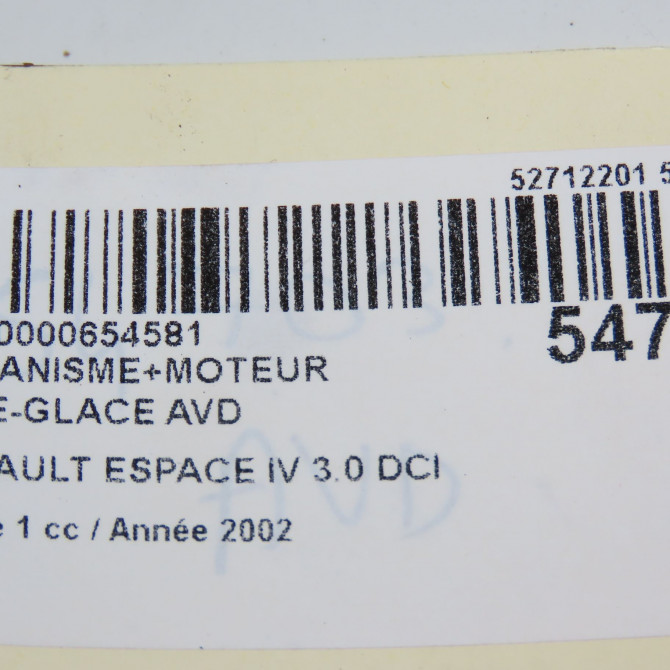 52712201 5
0000654581
547
ANISME+MOTEUR
E-GLACE AVD
AULT ESPACE IV 3.0 DCI
e 1 cc / Année 2002
AVD